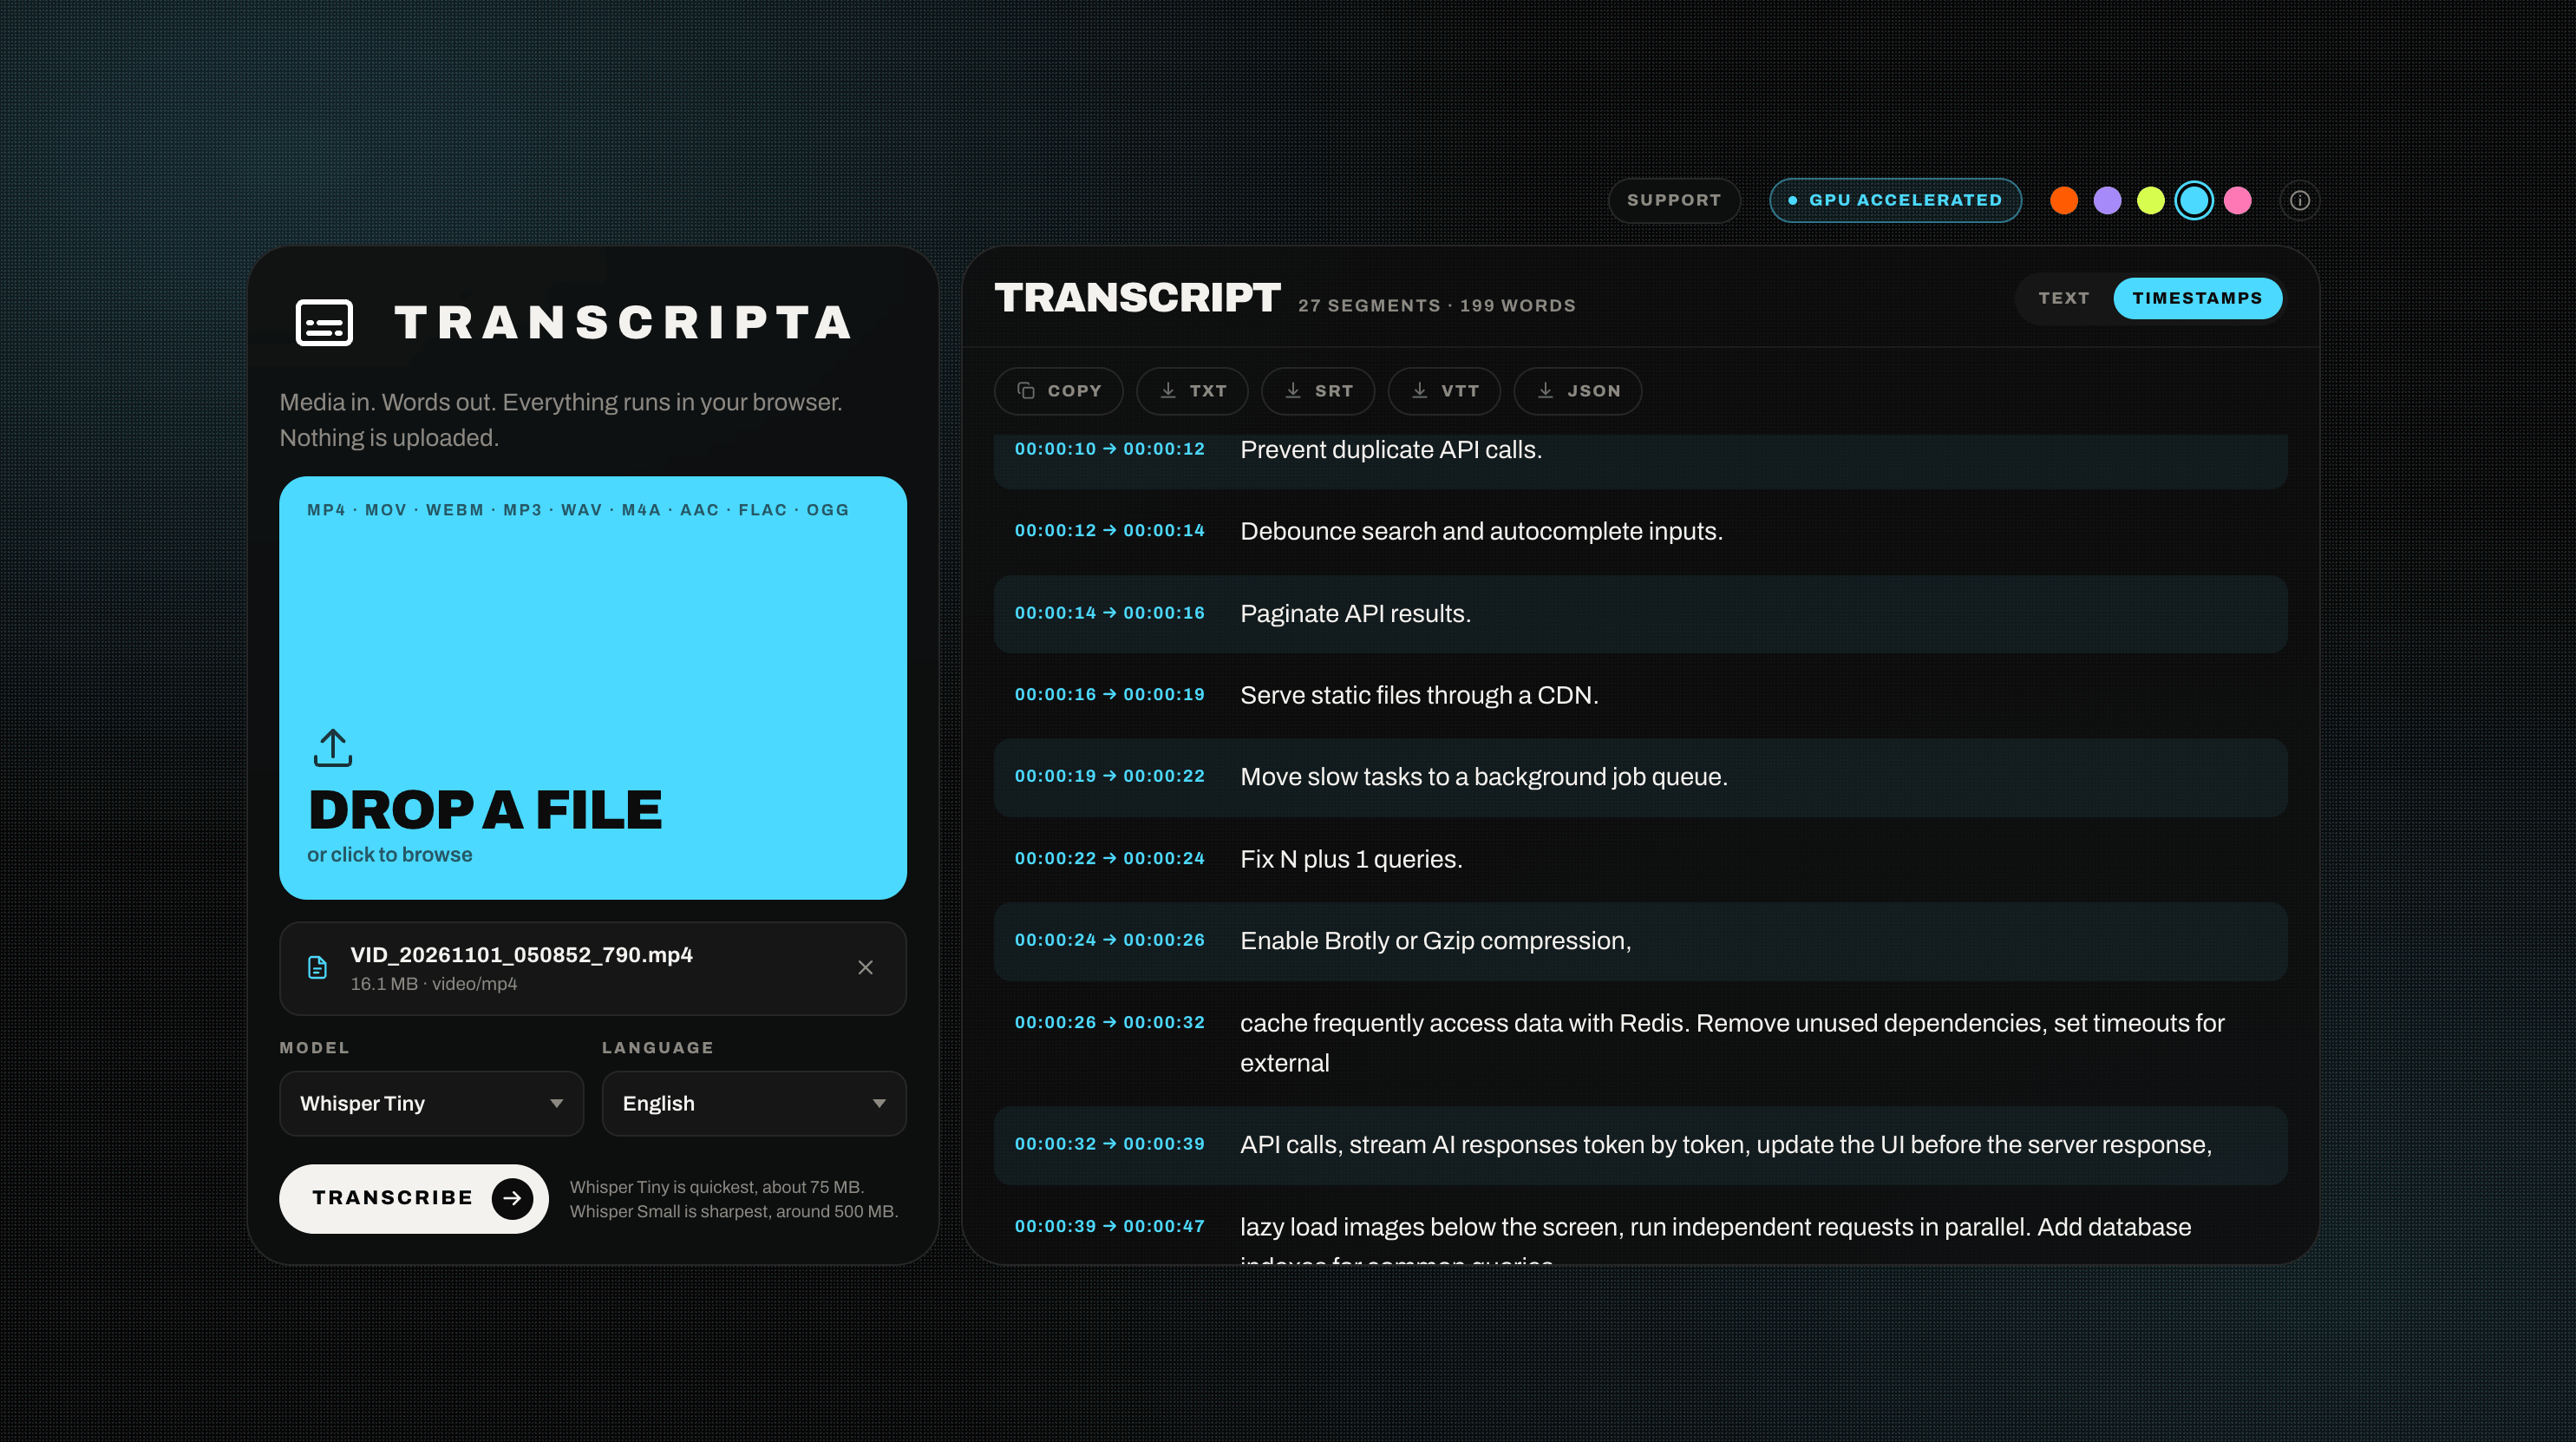 SUPPORT
GPU ACCELERATED
TRANSCRIPTA
Media in. Words out. Everything runs in your browser.
Nothing is uploaded.
MP4 · MOV · WEBM · MP3 · WAV · M4A · AAC · FLAC · OGG
DROP A FILE
or click to browse
VID_20261101_050852_790.mp4
16.1 MB · video/mp4
MODEL
LANGUAGE
Whisper Tiny
English
TRANSCRIBE
Whisper Tiny is quickest, about 75 MB.
Whisper Small is sharpest, around 500 MB.
TRANSCRIPT
27 SEGMENTS · 199 WORDS
TEXT
TIMESTAMPS
COPY
TXT
SRT
VTT
JSON
00:00:10 → 00:00:12 Prevent duplicate API calls.
00:00:12 → 00:00:14 Debounce search and autocomplete inputs.
00:00:14 → 00:00:16 Paginate API results.
00:00:16 → 00:00:19 Serve static files through a CDN.
00:00:19 → 00:00:22 Move slow tasks to a background job queue.
00:00:22 → 00:00:24 Fix N plus 1 queries.
00:00:24 → 00:00:26 Enable Brotly or Gzip compression,
00:00:26 → 00:00:32 cache frequently access data with Redis. Remove unused dependencies, set timeouts for
external
00:00:32 → 00:00:39 API calls, stream AI responses token by token, update the UI before the server response,
00:00:39 → 00:00:47 lazy load images below the screen, run independent requests in parallel. Add database
indexes for common queries